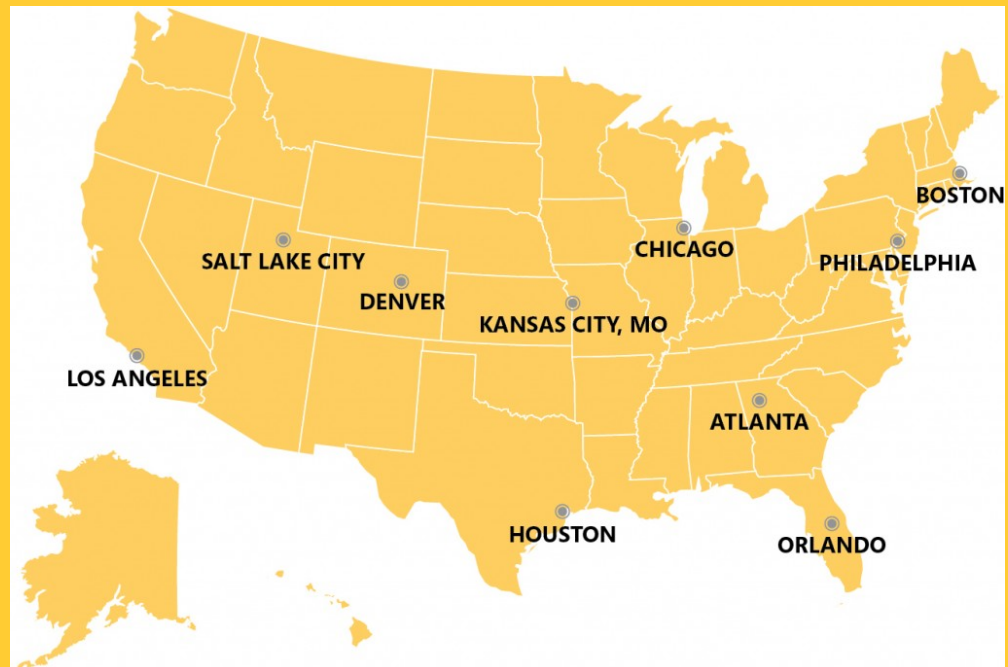 BOSTON
CHICAGO
SALT LAKE CITY
PHILADELPHIA
DENVER
KANSAS CITY, MO
LOS ANGELES
ATLANTA
HOUSTON
ORLANDO